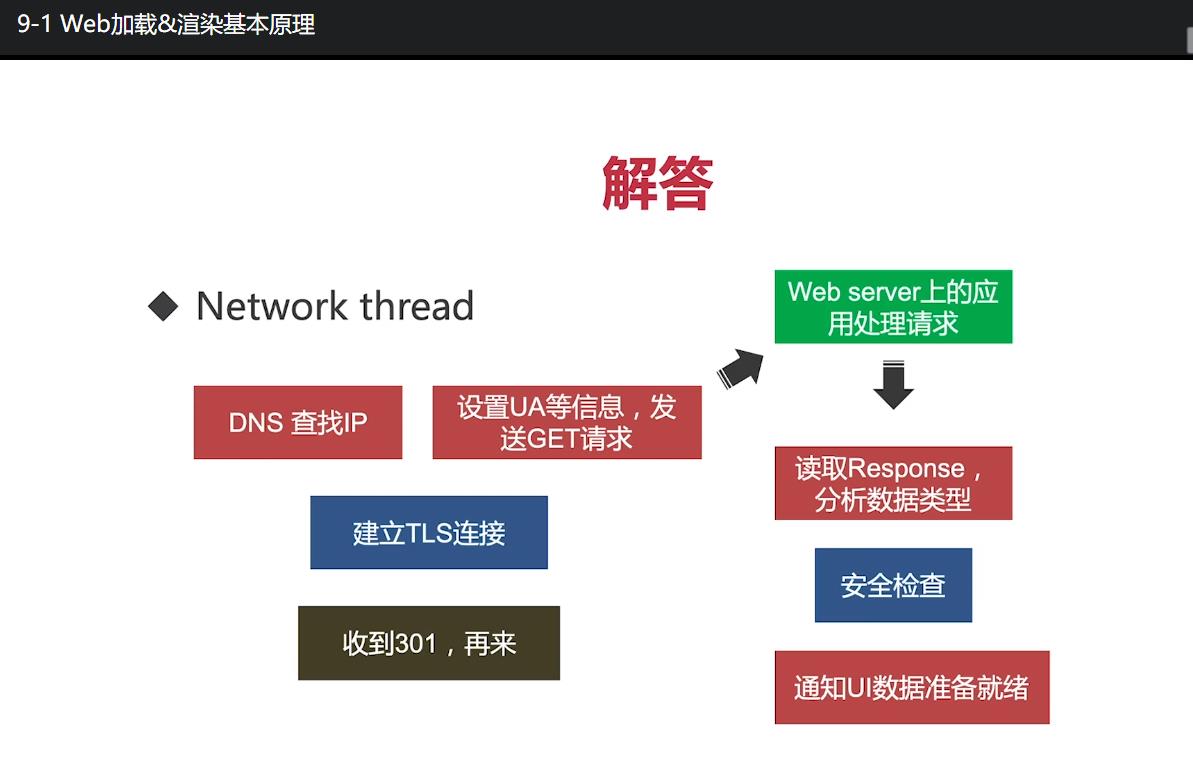 9-1 Web加载&渲染基本原理
解答
Network thread
DNS 查找IP
设置UA等信息，发
送GET请求
建立TLS连接
收到301，再来
Web server上的应
用处理请求
读取Response，
分析数据类型
安全检查
通知UI数据准备就绪